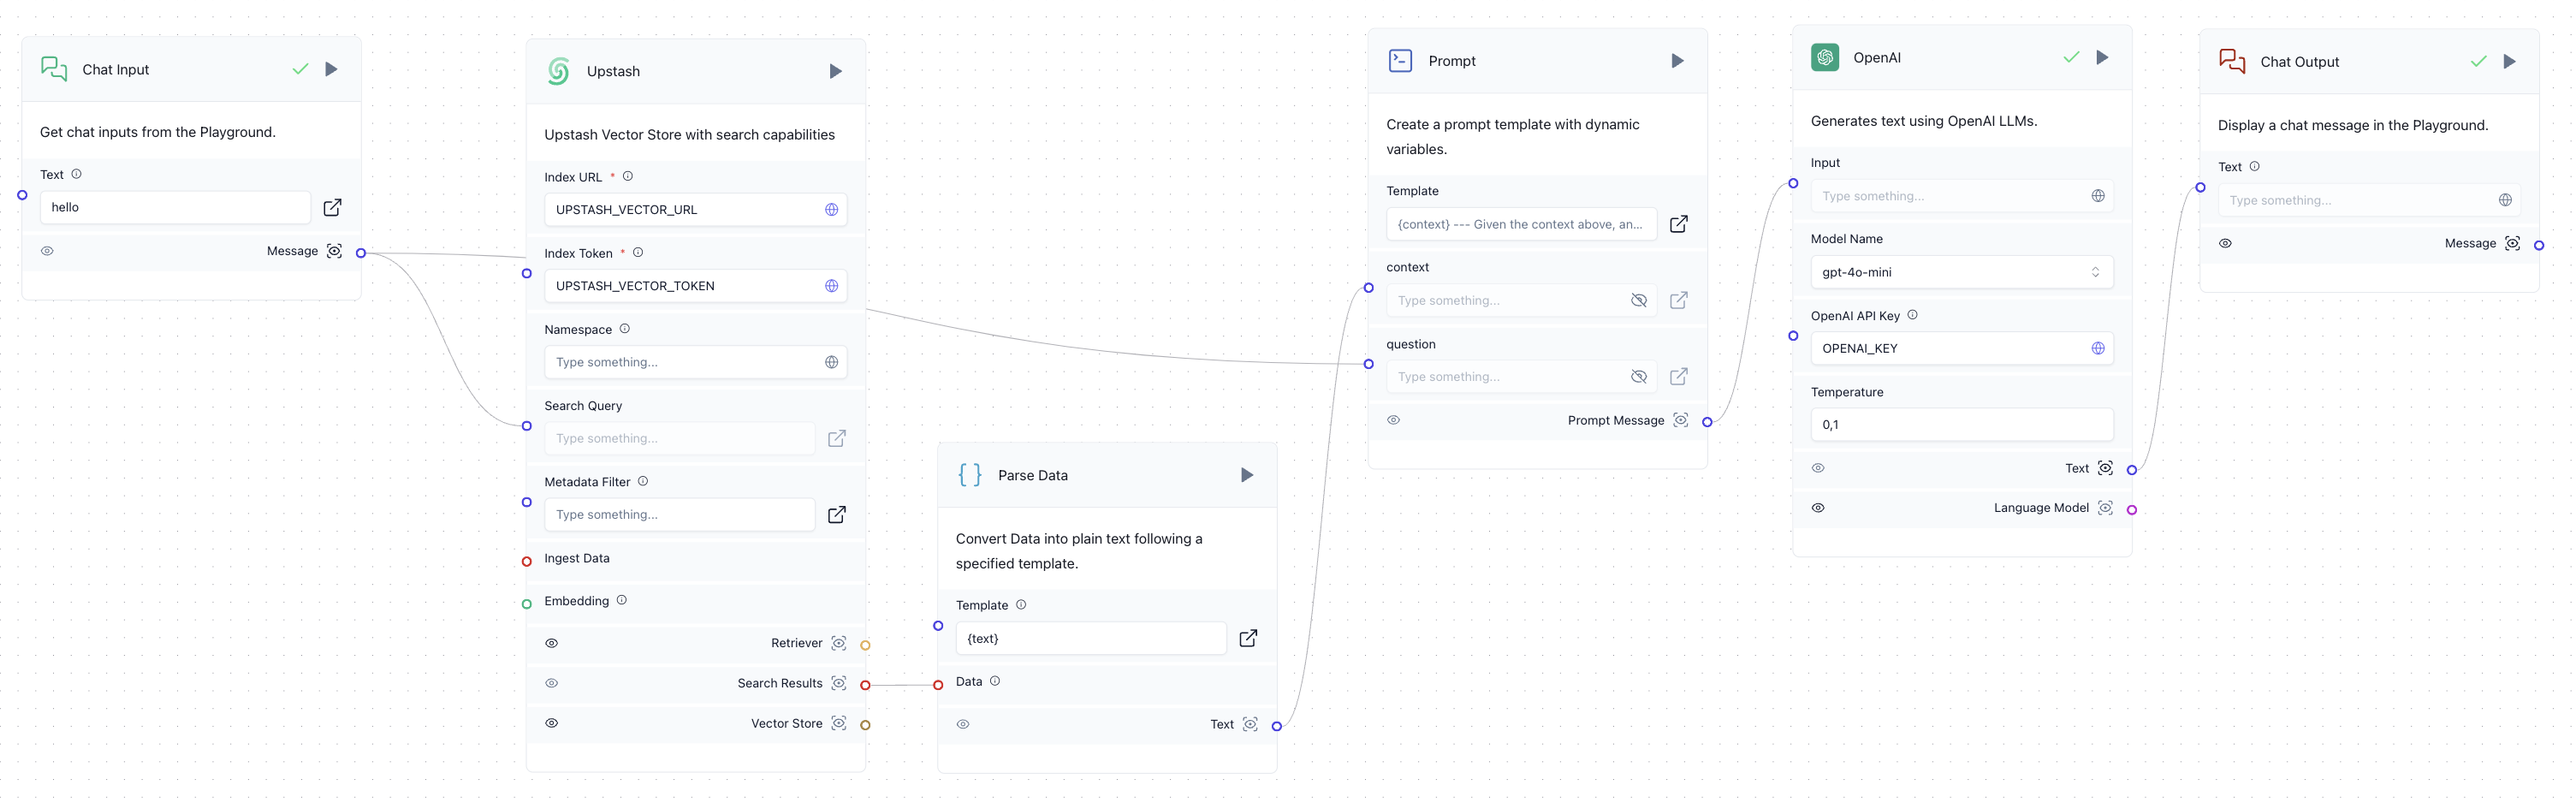 Chat Input
Get chat inputs from the Playground.
Text
hello
Message
Upstash
Upstash Vector Store with search capabilities
Index URL *
UPSTASH_VECTOR_URL
Index Token *
UPSTASH_VECTOR_TOKEN
Namespace
Type something...
Search Query
Type something...
Metadata Filter
Type something...
Ingest Data
Embedding
Retriever
Search Results
Vector Store
Parse Data
Convert Data into plain text following a
specified template.
Template
{text}
Data
Text
Prompt
Create a prompt template with dynamic
variables.
Template
{context} --- Given the context above, an...
context
Type something...
question
Type something...
Prompt Message
OpenAI
Generates text using OpenAI LLMs.
Input
Type something...
Model Name
gpt-4o-mini
OpenAI API Key
OPENAI_KEY
Temperature
0,1
Text
Language Model
Chat Output
Display a chat message in the Playground.
Text
Type something...
Message